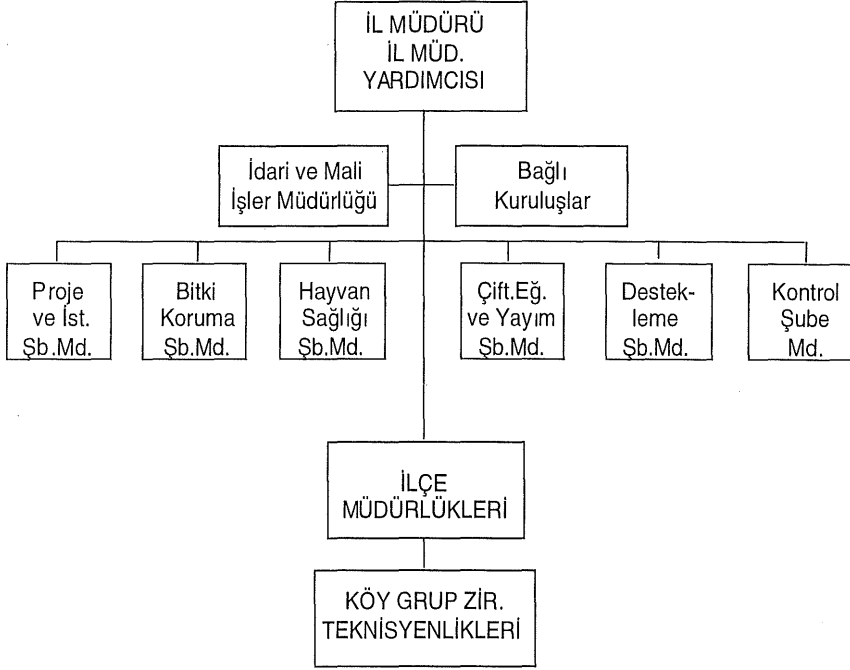 İL MÜDÜRÜ
İL MÜD.
YARDIMCISI
İdari ve Mali
İşler Müdürlüğü
Bağlı
Kuruluşlar
Proje
ve İst.
Şb.Md.
Bitki
Koruma
Şb.Md.
Hayvan
Sağlığı
Şb.Md.
Çift.Eğ.
ve Yayım
Şb.Md.
Destek-
leme
Şb.Md.
Kontrol
Şube
Md.
İLÇE
MÜDÜRLÜKLERİ
KÖY GRUP ZİR.
TEKNİSYENLİKLERİ